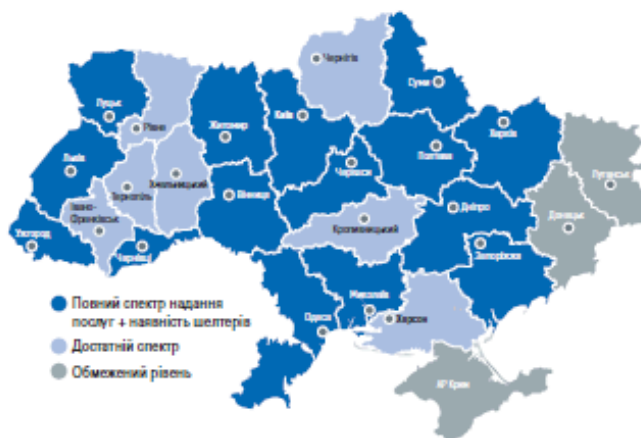 Чернігів
Суми
Луцьк
Рівне
Житомир
Київ
Харків
Львів
Полтава
Луганськ
Тернопіль
Хмельницький
Черкаси
Вінниця
Івано-
Франківськ
Дніпро
Донецьк
Кропивницький
Ужгород
Чернівці
Запоріжжя
Миколаїв
Одеса
Херсон
АР Крим
Повний спектр надання
послуг + наявність шелтерів
Достатній спектр
Обмежений рівень